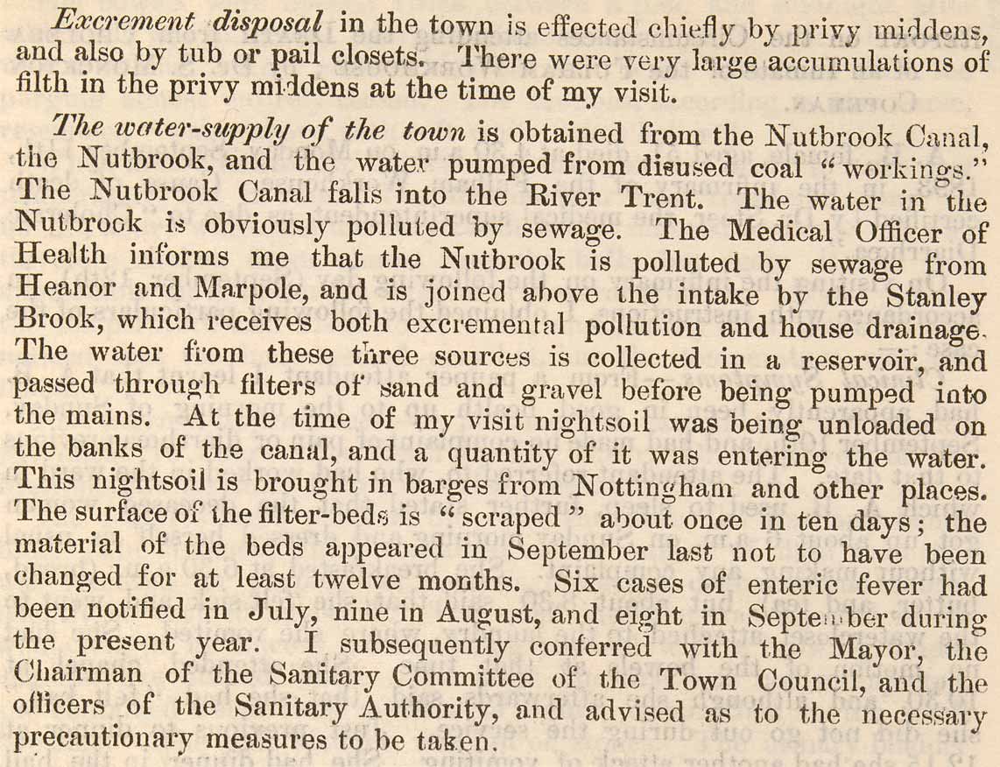 Excrement disposal in the town is effected chiefly by privy middens,
and also by tub or pail closets. There were very large accumulations of
filth in the privy middens at the time of my visit.
The water-supply of the town is obtained from the Nutbrook Canal,
the Nutbrook, and the water pumped from disused coal “workings.”
The Nutbrook Canal falls into the River Trent. The water in the
Nutbrook is obviously polluted by sewage. The Medical Officer of
Health informs me that the Nutbrook is polluted by sewage from
Heanor and Marpole, and is joined above the intake by the Stanley
Brook, which receives both excremental pollution and house drainage.
The water from these three sources is collected in a reservoir, and
passed through filters of sand and gravel before being pumped into
the mains. At the time of my visit nightsoil was being unloaded on
the banks of the canal, and a quantity of it was entering the water.
This nightsoil is brought in barges from Nottingham and other places.
The surface of the filter-beds is “scraped” about once in ten days; the
material of the beds appeared in September last not to have been
changed for at least twelve months. Six cases of enteric fever had
been notified in July, nine in August, and eight in September during
the present year. I subsequently conferred with the Mayor, the
Chairman of the Sanitary Committee of the Town Council, and the
officers of the Sanitary Authority, and advised as to the necessary
precautionary measures to be taken.